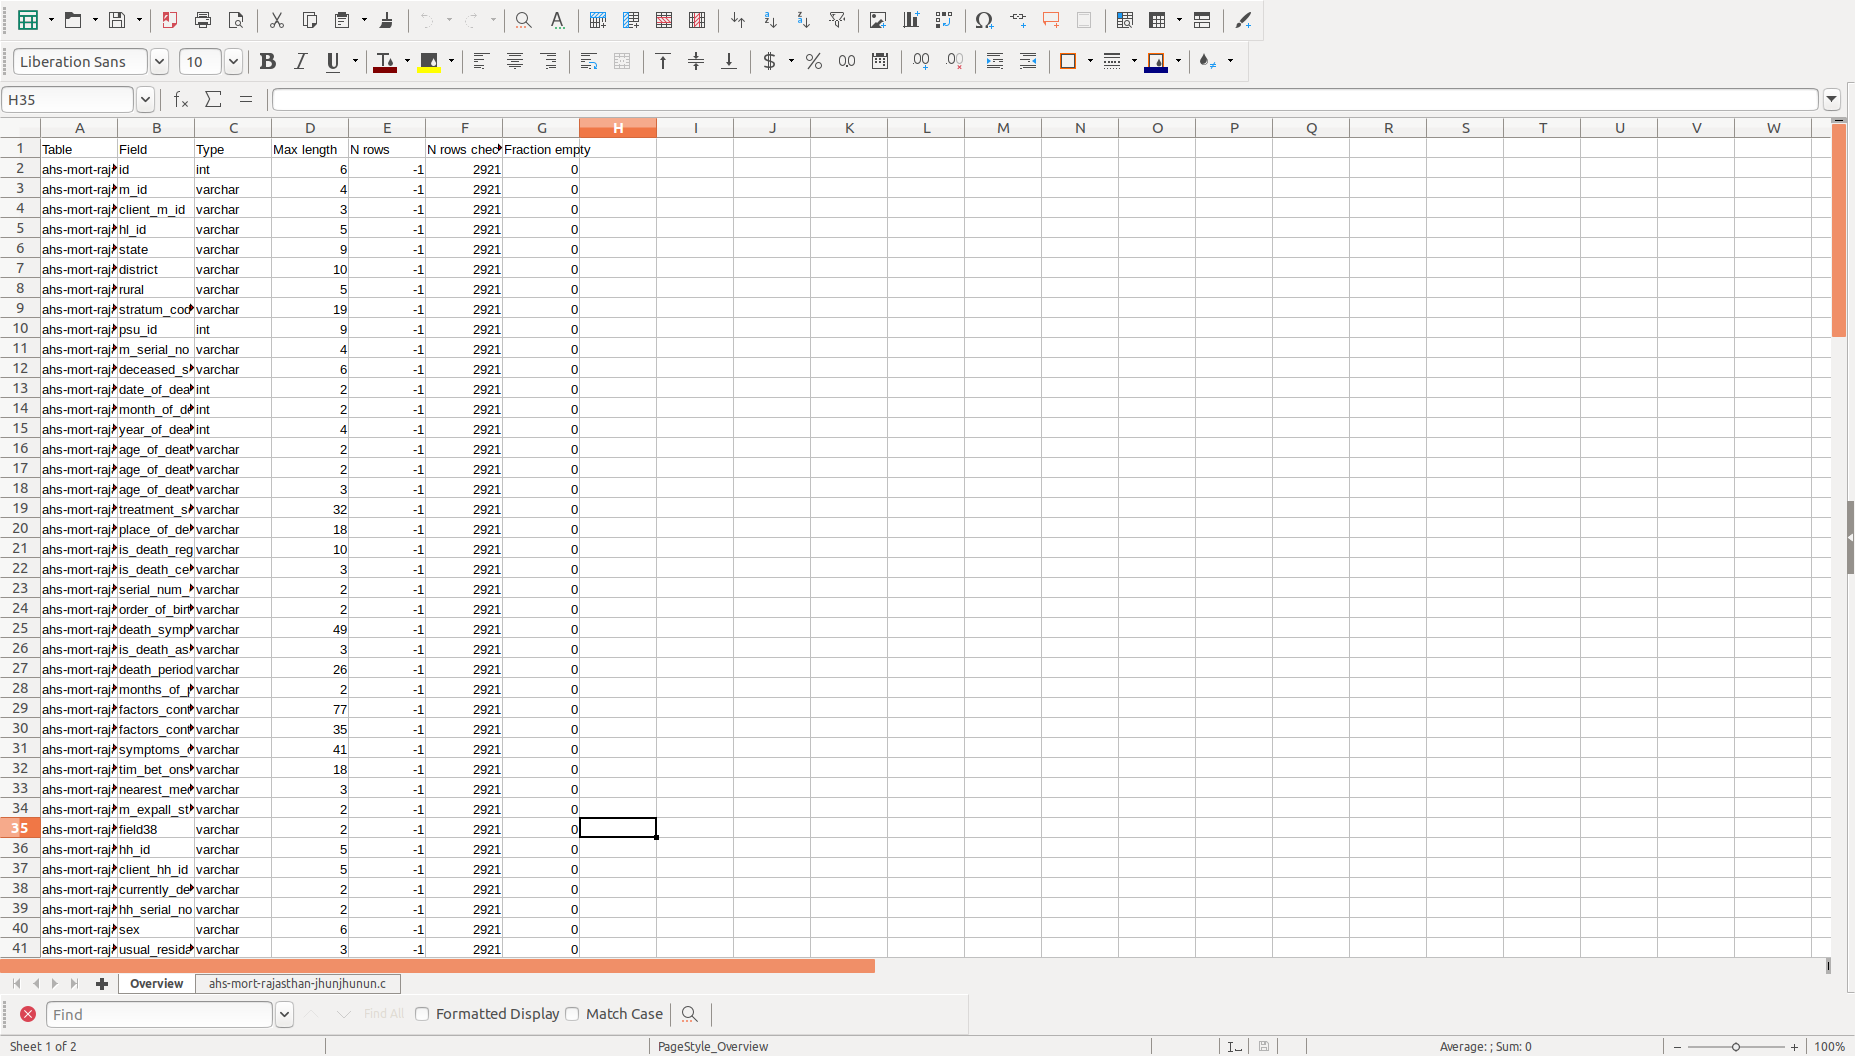 Liberation Sans 10
H35
A B C D E F G H I J K L M N O P Q R S T U V W
1 Table Field Type Max length N rows N rows chec Fraction empty
2 ahs-mort-raj id int 6 -1 2921 0
3 ahs-mort-raj m_id varchar 4 -1 2921 0
4 ahs-mort-raj client_m_id varchar 3 -1 2921 0
5 ahs-mort-raj hl_id varchar 5 -1 2921 0
6 ahs-mort-raj state varchar 9 -1 2921 0
7 ahs-mort-raj district varchar 10 -1 2921 0
8 ahs-mort-raj rural varchar 5 -1 2921 0
9 ahs-mort-raj stratum_cod varchar 19 -1 2921 0
10 ahs-mort-raj psu_id int 9 -1 2921 0
11 ahs-mort-raj m_serial_no varchar 4 -1 2921 0
12 ahs-mort-raj deceased_s varchar 6 -1 2921 0
13 ahs-mort-raj date_of_dea int 2 -1 2921 0
14 ahs-mort-raj month_of_de int 2 -1 2921 0
15 ahs-mort-raj year_of_dea int 4 -1 2921 0
16 ahs-mort-raj age_of_deat varchar 2 -1 2921 0
17 ahs-mort-raj age_of_deat varchar 2 -1 2921 0
18 ahs-mort-raj age_of_deat varchar 3 -1 2921 0
19 ahs-mort-raj treatment_s varchar 32 -1 2921 0
20 ahs-mort-raj place_of_de varchar 18 -1 2921 0
21 ahs-mort-raj is_death_reg varchar 10 -1 2921 0
22 ahs-mort-raj is_death_ce varchar 3 -1 2921 0
23 ahs-mort-raj serial_num_ varchar 2 -1 2921 0
24 ahs-mort-raj order_of_birt varchar 2 -1 2921 0
25 ahs-mort-raj death_symp varchar 49 -1 2921 0
26 ahs-mort-raj is_death_as varchar 3 -1 2921 0
27 ahs-mort-raj death_period varchar 26 -1 2921 0
28 ahs-mort-raj months_of_p varchar 2 -1 2921 0
29 ahs-mort-raj factors_cont varchar 77 -1 2921 0
30 ahs-mort-raj factors_cont varchar 35 -1 2921 0
31 ahs-mort-raj symptoms_o varchar 41 -1 2921 0
32 ahs-mort-raj tim_bet_ons varchar 18 -1 2921 0
33 ahs-mort-raj nearest_med varchar 3 -1 2921 0
34 ahs-mort-raj m_expall_st varchar 2 -1 2921 0
35 ahs-mort-raj field38 varchar 2 -1 2921 0
36 ahs-mort-raj hh_id varchar 5 -1 2921 0
37 ahs-mort-raj client_hh_id varchar 5 -1 2921 0
38 ahs-mort-raj currently_de varchar 2 -1 2921 0
39 ahs-mort-raj hh_serial_no varchar 2 -1 2921 0
40 ahs-mort-raj sex varchar 6 -1 2921 0
41 ahs-mort-raj usual_resida varchar 3 -1 2921 0
Overview ahs-mort-rajasthan-jhunjhunun.c
Find Find All Formatted Display Match Case
Sheet 1 of 2 PageStyle_Overview Average: ; Sum: 0 100%